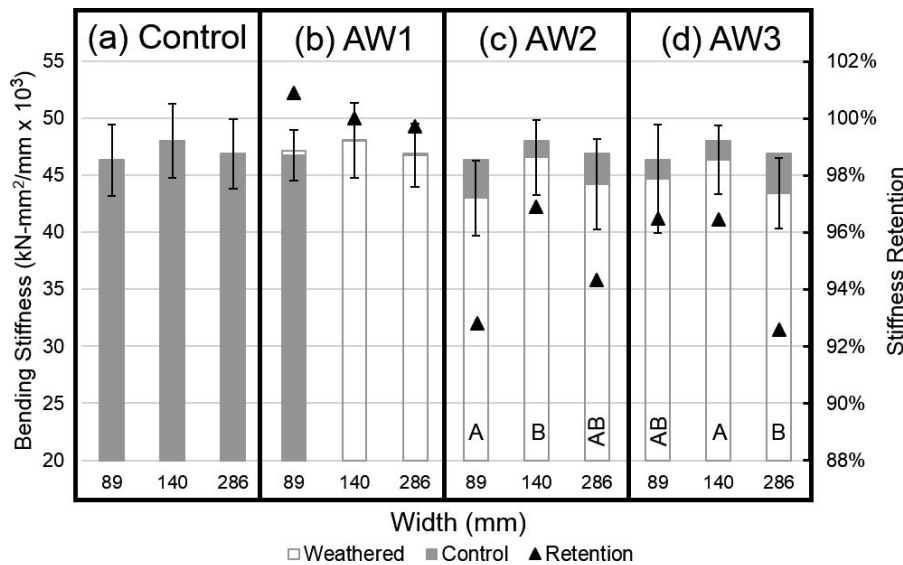 (a) Control (b) AW1 (c) AW2 (d) AW3
Bending Stiffness (kN-mm²/mm x 10³)
55
50
45
40
35
30
25
20
102%
100%
98%
96%
94%
92%
90%
88%
Stiffness Retention
A B AB AB A B
89 140 286 89 140 286 89 140 286 89 140 286
Width (mm)
Weathered Control Retention